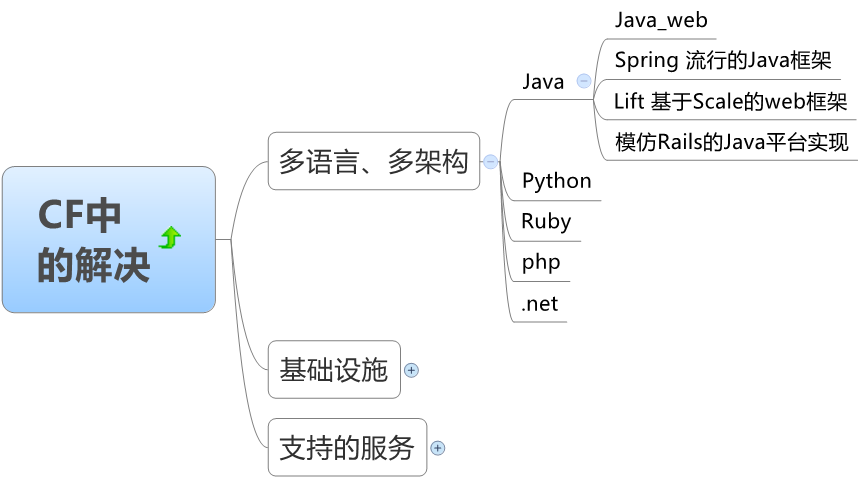 CF中
的解决
多语言、多架构
Java
Java_web
Spring 流行的Java框架
Lift 基于Scale的web框架
模仿Rails的Java平台实现
Python
Ruby
php
.net
基础设施
支持的服务